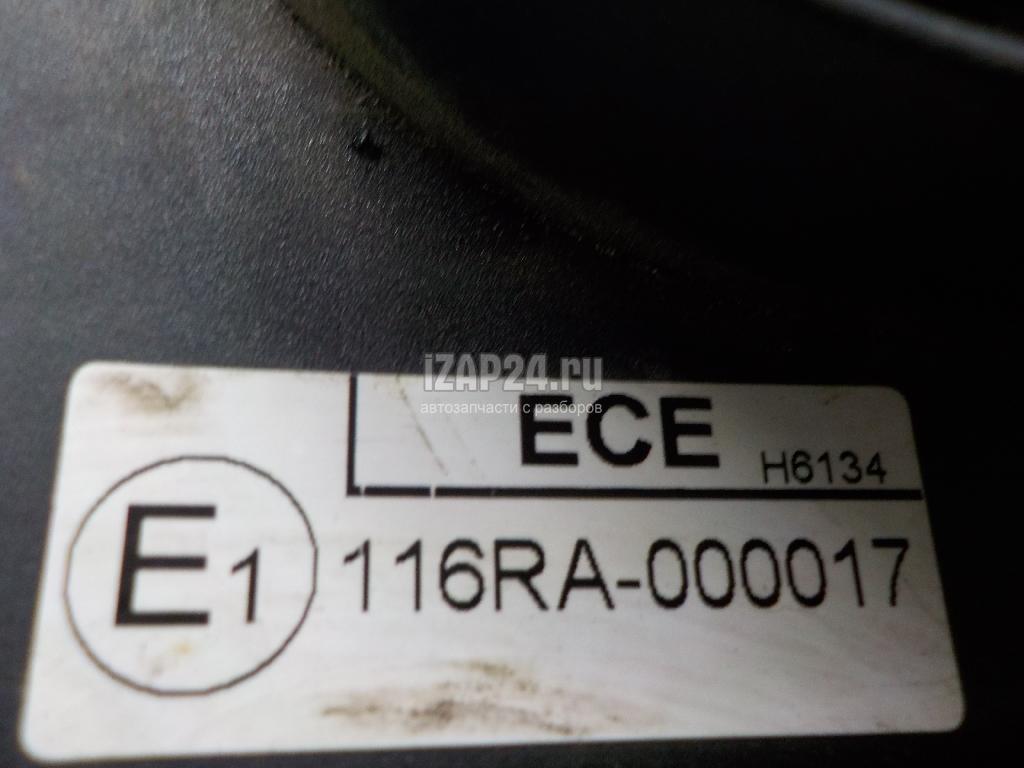 iZAP24.ru
автозапчасти с разборов
ECE
H6134
E1
116RA-000017